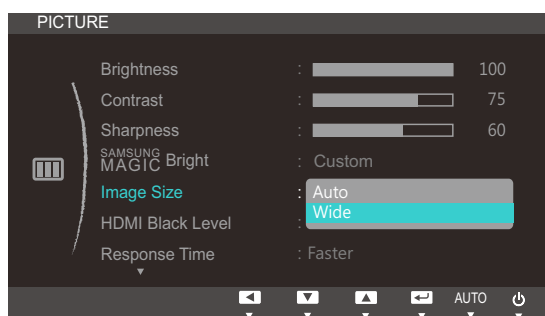 PICTURE
Brightness : 100
Contrast : 75
Sharpness : 60
SAMSUNG MAGIC Bright : Custom
Image Size : Auto
Wide
HDMI Black Level :
Response Time : Faster
AUTO